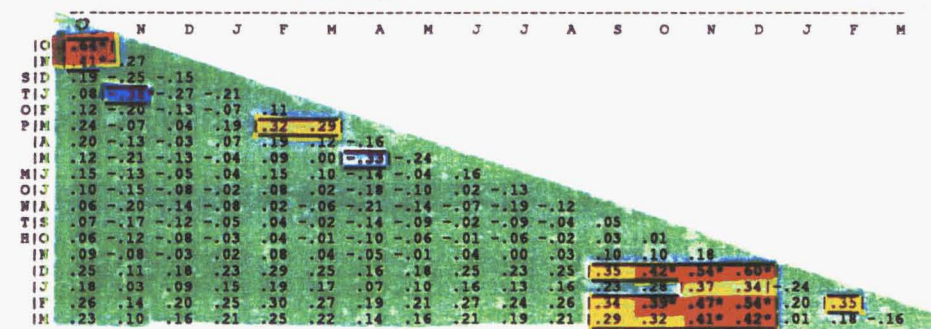 O N D J F M A M J J A S O N D J F M
|O .64*
|N .41* .27
S|D .19 -.25 -.15
T|J .08 -.31 -.27 -.21
O|F .12 -.20 -.13 -.07 .11
P|M .24 -.07 .04 .19 .32 .29
|A .20 -.13 -.03 .07 .15 .12 -.16
|M .12 -.21 -.13 -.04 .09 .00 -.33 -.24
M|J .15 -.13 -.05 .04 .15 .10 -.14 -.04 .16
O|J .10 -.15 -.08 -.02 .08 .02 -.18 -.10 .02 -.13
N|A .06 -.20 -.14 -.08 .02 -.06 -.21 -.14 -.07 -.19 -.12
T|S .07 -.17 -.12 -.05 .04 -.02 -.14 -.09 -.02 -.09 -.04 .05
H|O .06 -.12 -.08 -.03 .04 -.01 -.10 -.06 -.01 -.06 -.02 .03 .01
|N .09 -.08 -.03 .02 .08 .04 -.05 -.01 .04 .00 .03 .10 .10 .18
|D .25 .11 .18 .23 .29 .25 .16 .18 .25 .23 .25 .35 .42* .54* .60*
|J .18 .03 .09 .15 .19 .17 .07 .10 .16 .13 .16 .23 .26 .37 .34 -.24
|F .26 .14 .20 .25 .30 .27 .19 .21 .27 .24 .26 .34 .39* .47* .54* .20 .35
|M .23 .10 .16 .21 .25 .22 .14 .16 .21 .19 .21 .29 .32 .41* .42* .01 .18 -.16